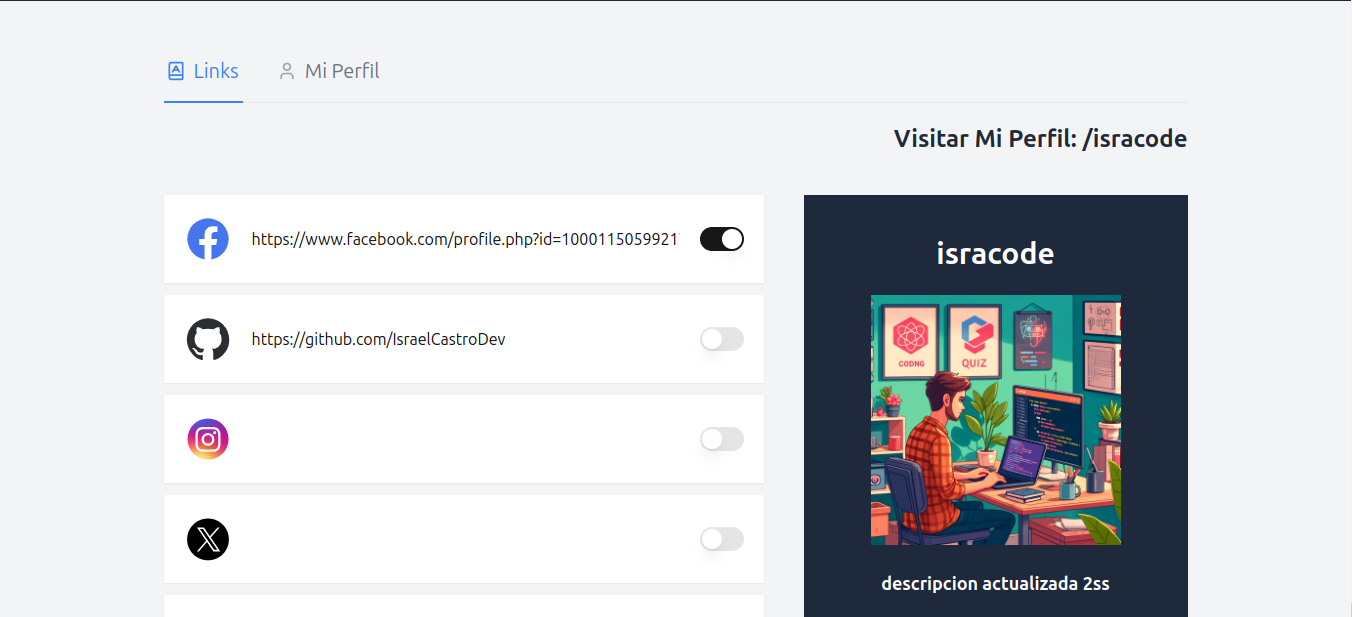 Links
Mi Perfil
Visitar Mi Perfil: /isracode
https://www.facebook.com/profile.php?id=1000115059921
https://github.com/IsraelCastroDev
isracode
CODNG
QUIZ
descripcion actualizada 2ss